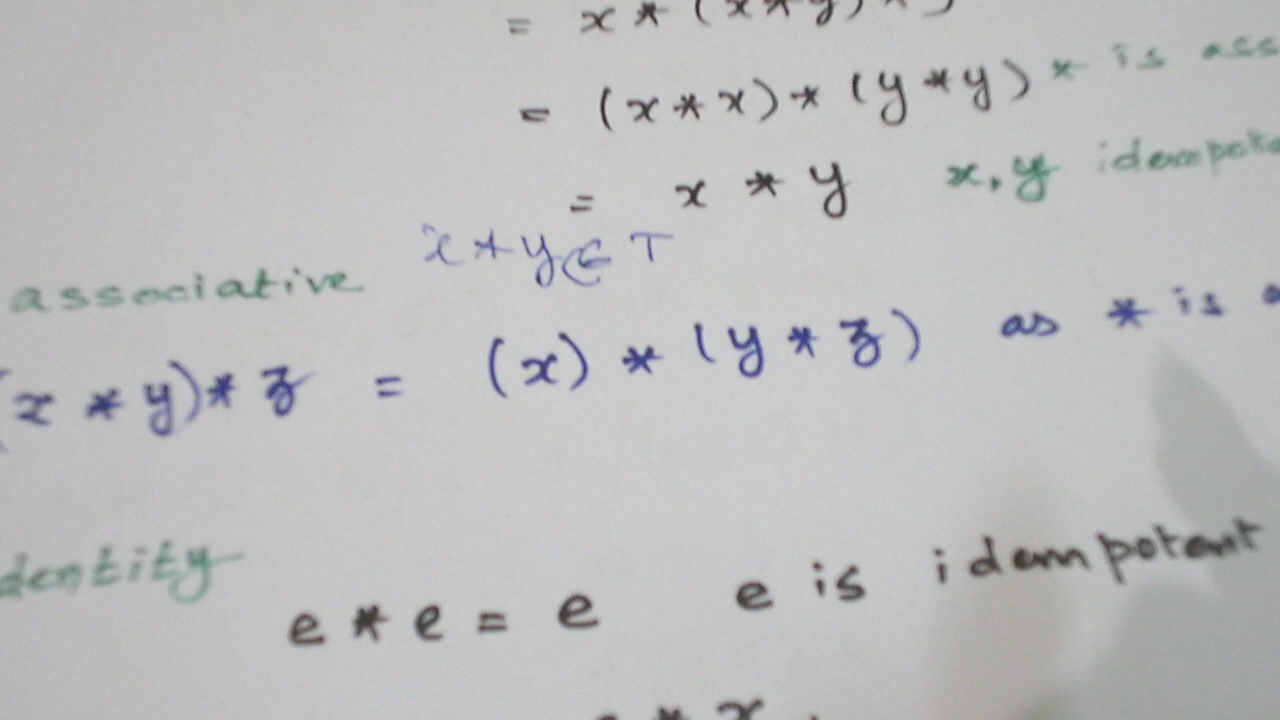 = x * (x * y) *
= (x * x) * (y * y) * is ass
= x * y x, y idempote
x * y ∈ T
associative
(x * y) * z = (x) * (y * z) as * is a
dentity
e * e = e e is idempotent
* x